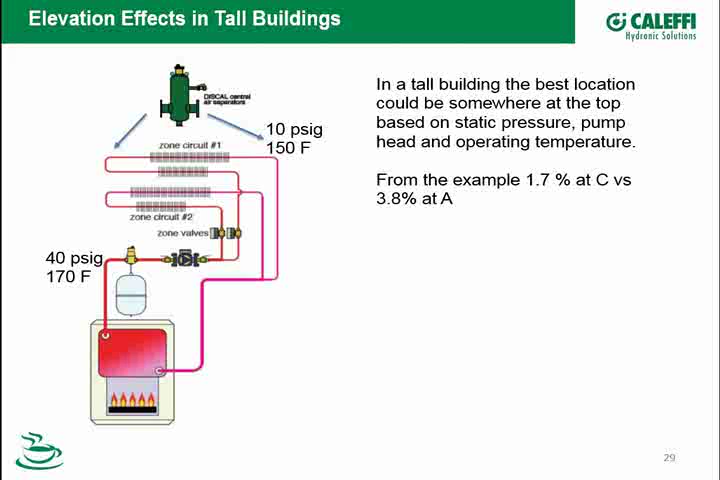 Elevation Effects in Tall Buildings
CALEFFI
Hydronic Solutions
DISCAL central
air separators
10 psig
150 F
zone circuit #1
zone circuit #2
zone valves
40 psig
170 F
In a tall building the best location
could be somewhere at the top
based on static pressure, pump
head and operating temperature.
From the example 1.7 % at C vs
3.8% at A
29